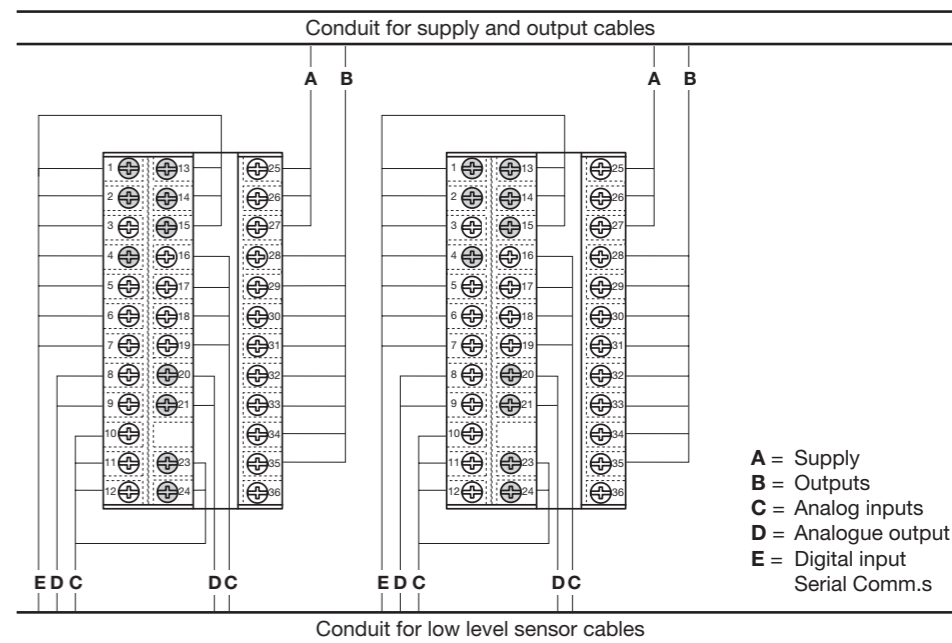 Conduit for supply and output cables
A B A B
1 13 25 1 13 25
2 14 26 2 14 26
3 15 27 3 15 27
4 16 28 4 16 28
5 17 29 5 17 29
6 18 30 6 18 30
7 19 31 7 19 31
8 20 32 8 20 32
9 21 33 9 21 33
10 34 10 34
11 23 35 11 23 35
12 24 36 12 24 36
A = Supply
B = Outputs
C = Analog inputs
D = Analogue output
E = Digital input
Serial Comm.s
E D C D C E D C D C
Conduit for low level sensor cables